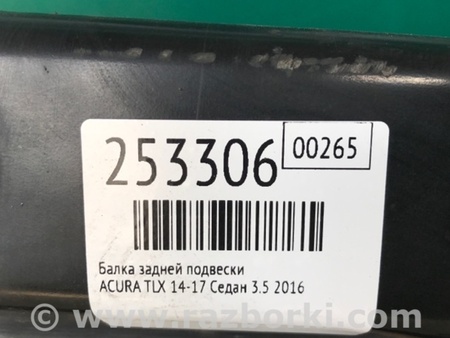 253306
00265
Балка задней подвески
ACURA TLX 14-17 Седан 3.5 2016
© www.razborki.com